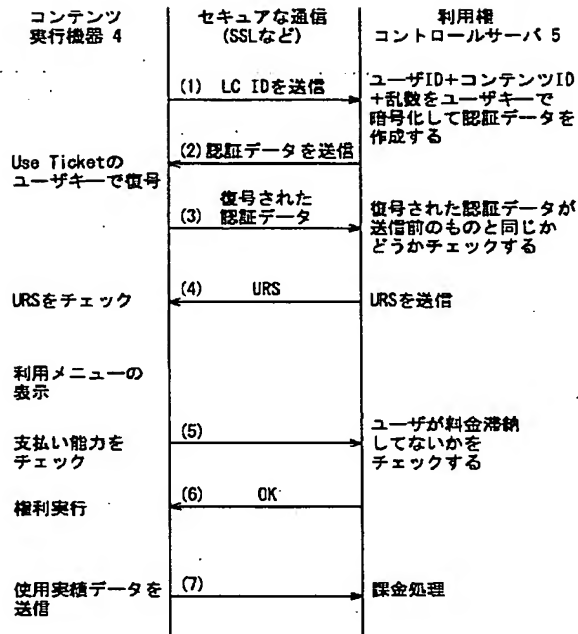 コンテンツ
実行機器 4
セキュアな通信
(SSLなど)
利用権
コントロールサーバ 5
(1) LC IDを送信
ユーザID+コンテンツID
+乱数をユーザキーで
暗号化して認証データを
作成する
(2)認証データを送信
Use Ticketの
ユーザキーで復号
復号された
(3) 認証データ
復号された認証データが
送信前のものと同じか
どうかチェックする
(4) URS
URSをチェック
URSを送信
利用メニューの
表示
支払い能力を
チェック
(5)
ユーザが料金滞納
してないかを
チェックする
(6) OK
権利実行
使用実績データを
送信
(7)
課金処理